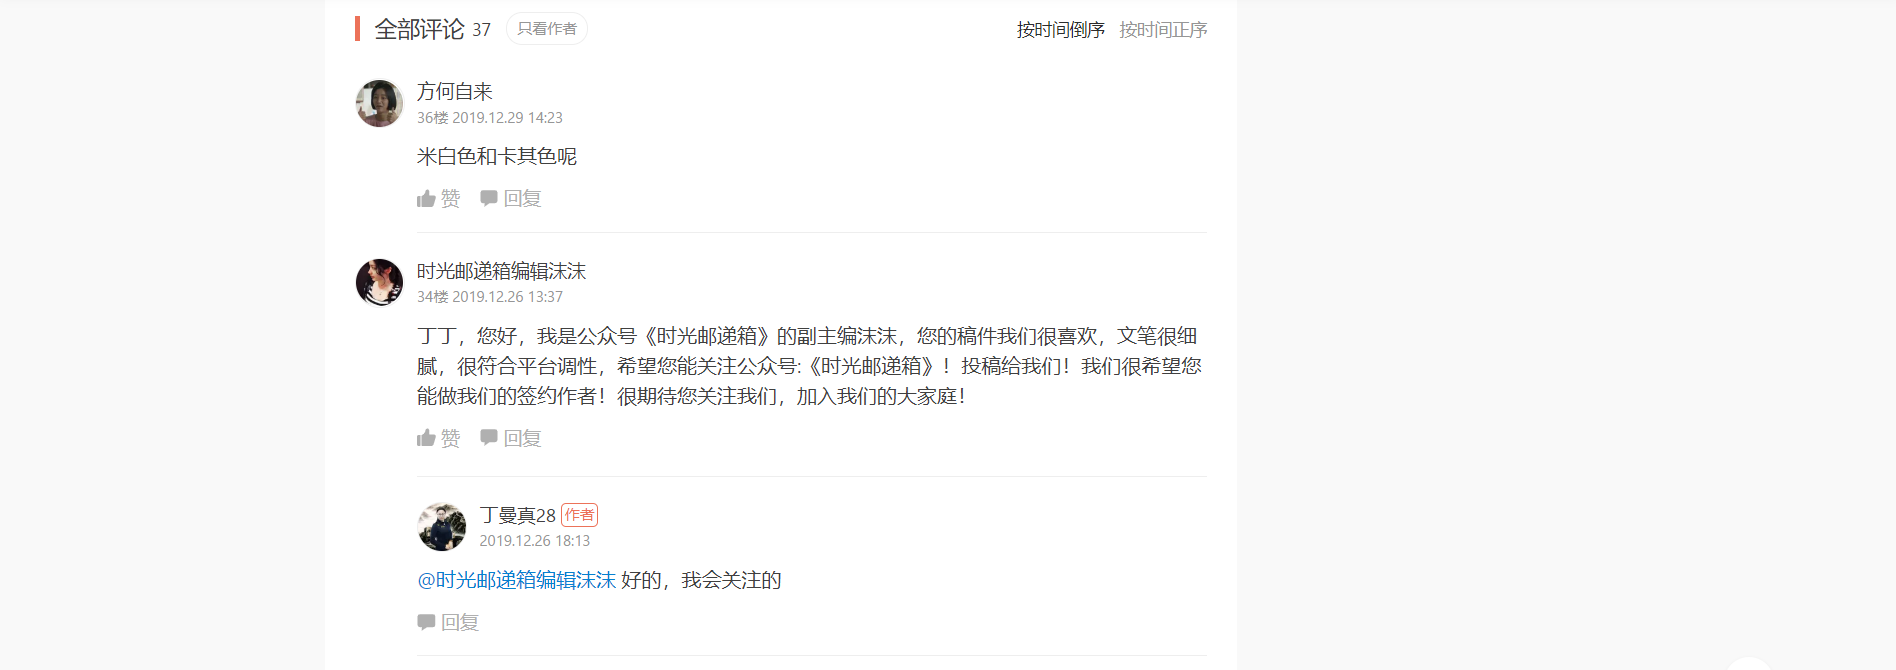 全部评论 37 只看作者 按时间倒序 按时间正序
方何自来
36楼 2019.12.29 14:23
米白色和卡其色呢
赞 回复
时光邮递箱编辑沫沫
34楼 2019.12.26 13:37
丁丁，您好，我是公众号《时光邮递箱》的副主编沫沫，您的稿件我们很喜欢，文笔很细
腻，很符合平台调性，希望您能关注公众号:《时光邮递箱》！投稿给我们！我们很希望您
能做我们的签约作者！很期待您关注我们，加入我们的大家庭！
赞 回复
丁曼真28 作者
2019.12.26 18:13
@时光邮递箱编辑沫沫 好的，我会关注的
回复